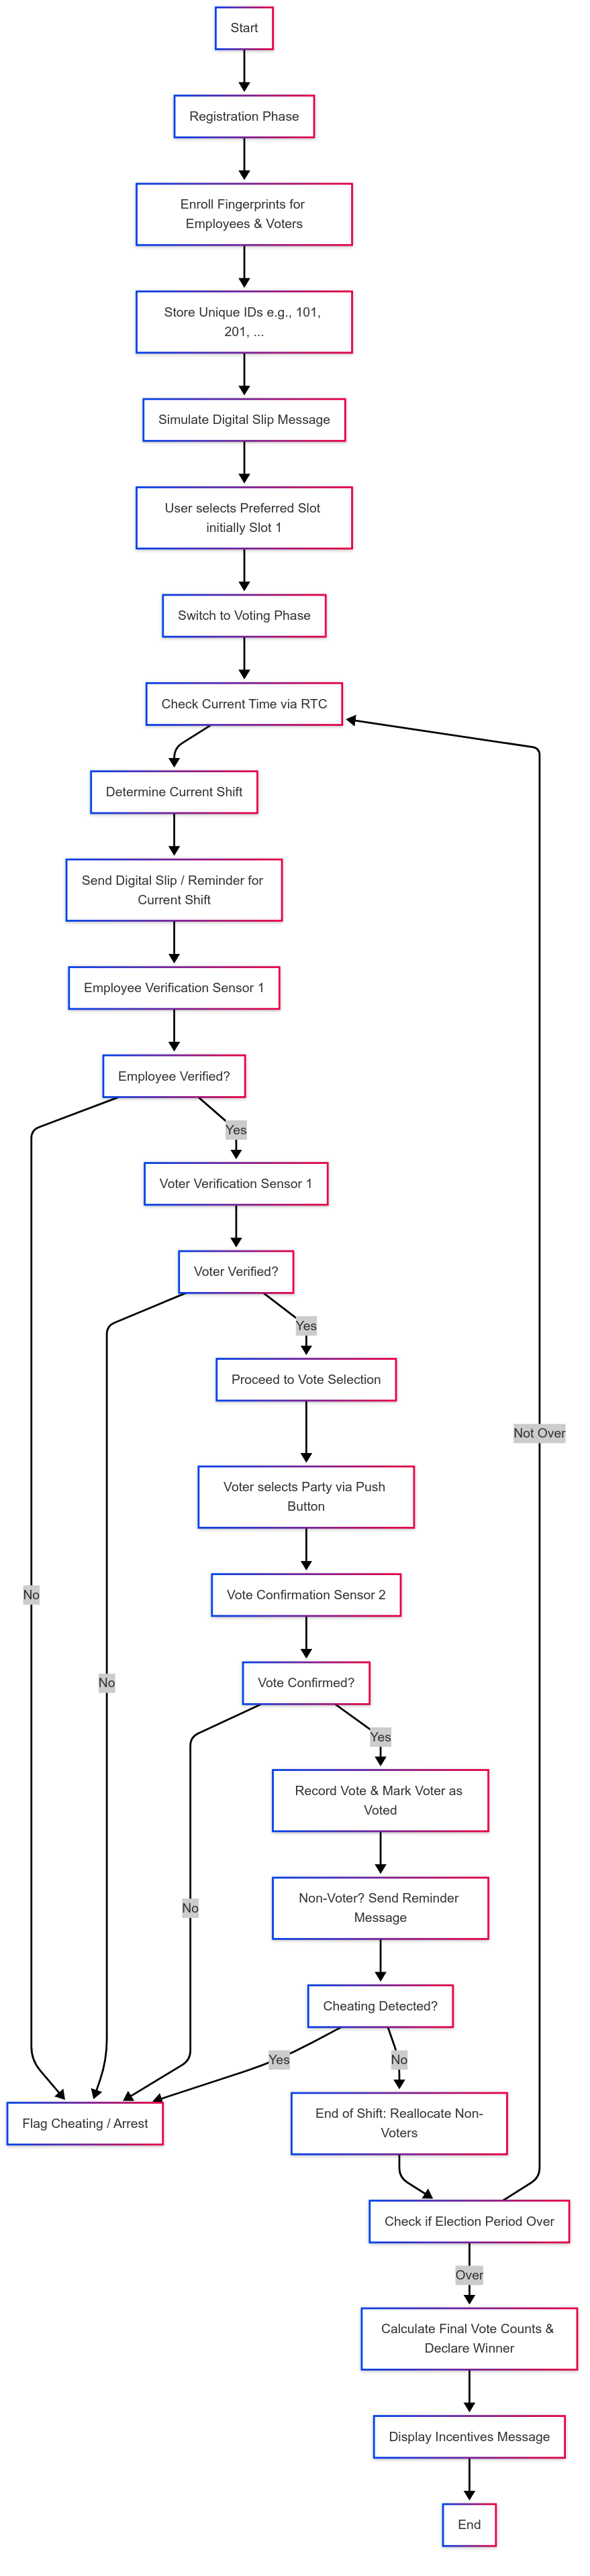 Start
Registration Phase
Enroll Fingerprints for
Employees & Voters
Store Unique IDs e.g., 101,
201, ...
Simulate Digital Slip Message
User selects Preferred Slot
initially Slot 1
Switch to Voting Phase
Check Current Time via RTC
Determine Current Shift
Send Digital Slip / Reminder for
Current Shift
Employee Verification Sensor 1
Employee Verified?
Yes
Voter Verification Sensor 1
Voter Verified?
Yes
Proceed to Vote Selection
Not Over
Voter selects Party via Push
Button
No
Vote Confirmation Sensor 2
No
Vote Confirmed?
Yes
Record Vote & Mark Voter as
Voted
No
Non-Voter? Send Reminder
Message
Cheating Detected?
Yes
No
Flag Cheating / Arrest
End of Shift: Reallocate Non-
Voters
Check if Election Period Over
Over
Calculate Final Vote Counts &
Declare Winner
Display Incentives Message
End